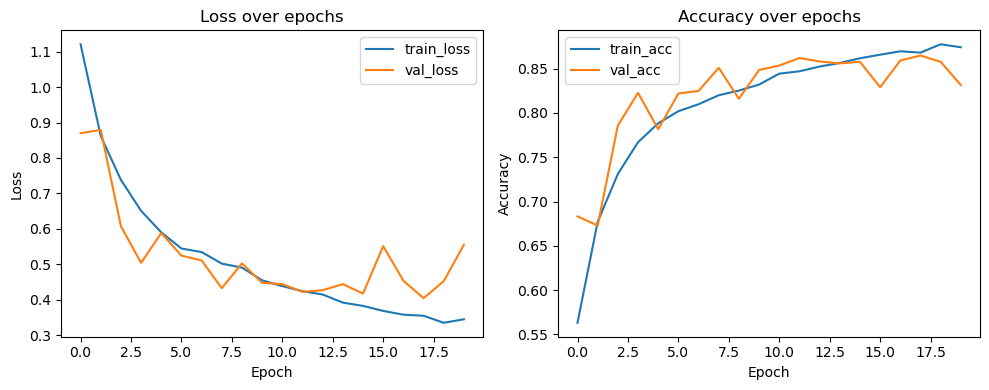 Loss over epochs
train_loss
val_loss
1.1
1.0
0.9
0.8
0.7
0.6
0.5
0.4
0.3
Loss
0.0 2.5 5.0 7.5 10.0 12.5 15.0 17.5
Epoch
Accuracy over epochs
train_acc
val_acc
0.85
0.80
0.75
0.70
0.65
0.60
0.55
Accuracy
0.0 2.5 5.0 7.5 10.0 12.5 15.0 17.5
Epoch